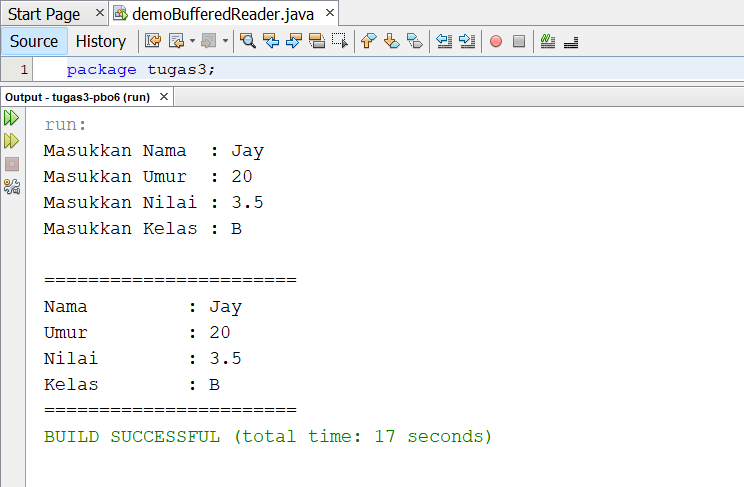 Start Page
demoBufferedReader.java
Source History
1 package tugas3;
Output - tugas3-pbo6 (run)
run:
Masukkan Nama  : Jay
Masukkan Umur  : 20
Masukkan Nilai : 3.5
Masukkan Kelas : B
=======================
Nama         : Jay
Umur         : 20
Nilai        : 3.5
Kelas        : B
=======================
BUILD SUCCESSFUL (total time: 17 seconds)